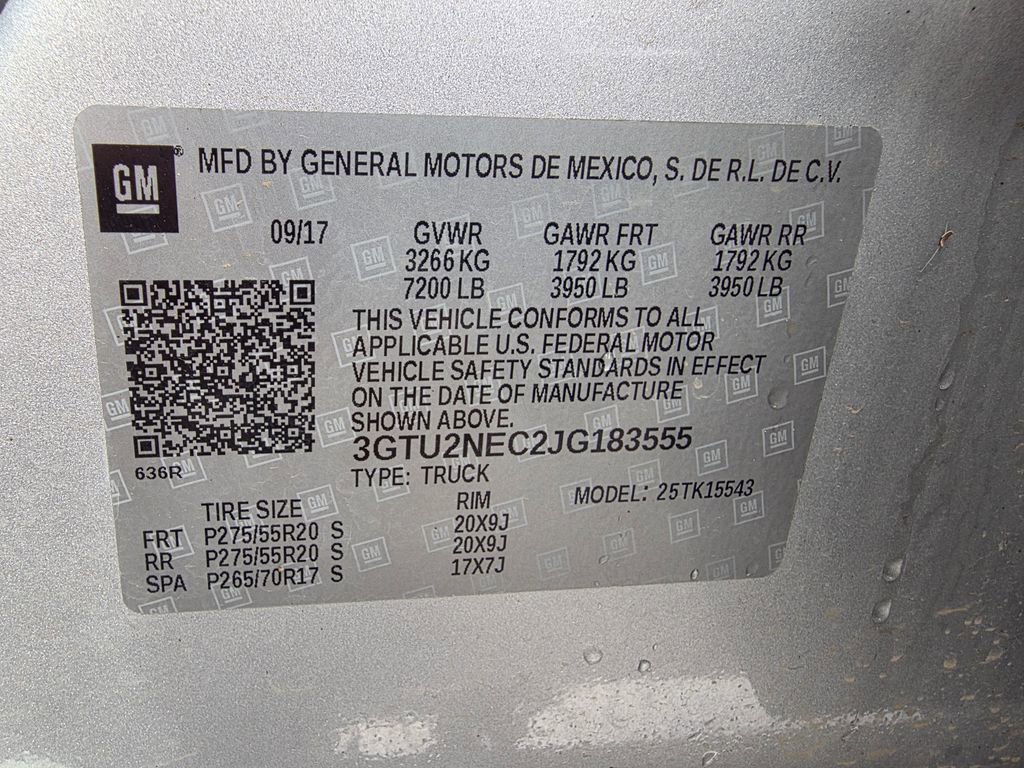 GM® MFD BY GENERAL MOTORS DE MEXICO, S. DE R.L. DE C.V.
09/17 GVWR GAWR FRT GAWR RR
3266 KG 1792 KG 1792 KG
7200 LB 3950 LB 3950 LB
THIS VEHICLE CONFORMS TO ALL
APPLICABLE U.S. FEDERAL MOTOR
VEHICLE SAFETY STANDARDS IN EFFECT
ON THE DATE OF MANUFACTURE
SHOWN ABOVE.
3GTU2NEC2JG183555
636R TYPE: TRUCK
TIRE SIZE RIM MODEL: 25TK15543
FRT P275/55R20 S 20X9J
RR P275/55R20 S 20X9J
SPA P265/70R17 S 17X7J